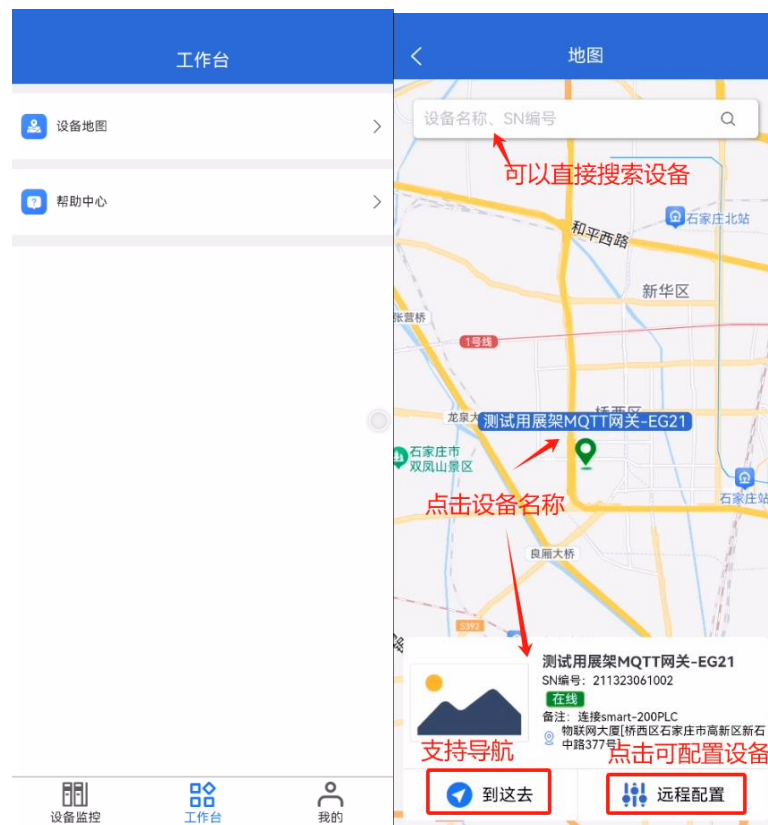 工作台
设备地图
帮助中心
设备监控
工作台
我的
地图
设备名称、SN编号
可以直接搜索设备
石家庄北站
和平西路
新华区
张营桥
1号线
龙泉大
桥西区
测试用展架MQTT网关-EG21
石家庄市
双凤山景区
石家庄站
点击设备名称
良厢大桥
S392
测试用展架MQTT网关-EG21
SN编号：211323061002
在线
备注：连接smart-200PLC
物联网大厦[桥西区石家庄市高新区新石
中路377号]
支持导航
点击可配置设备
到这去
远程配置